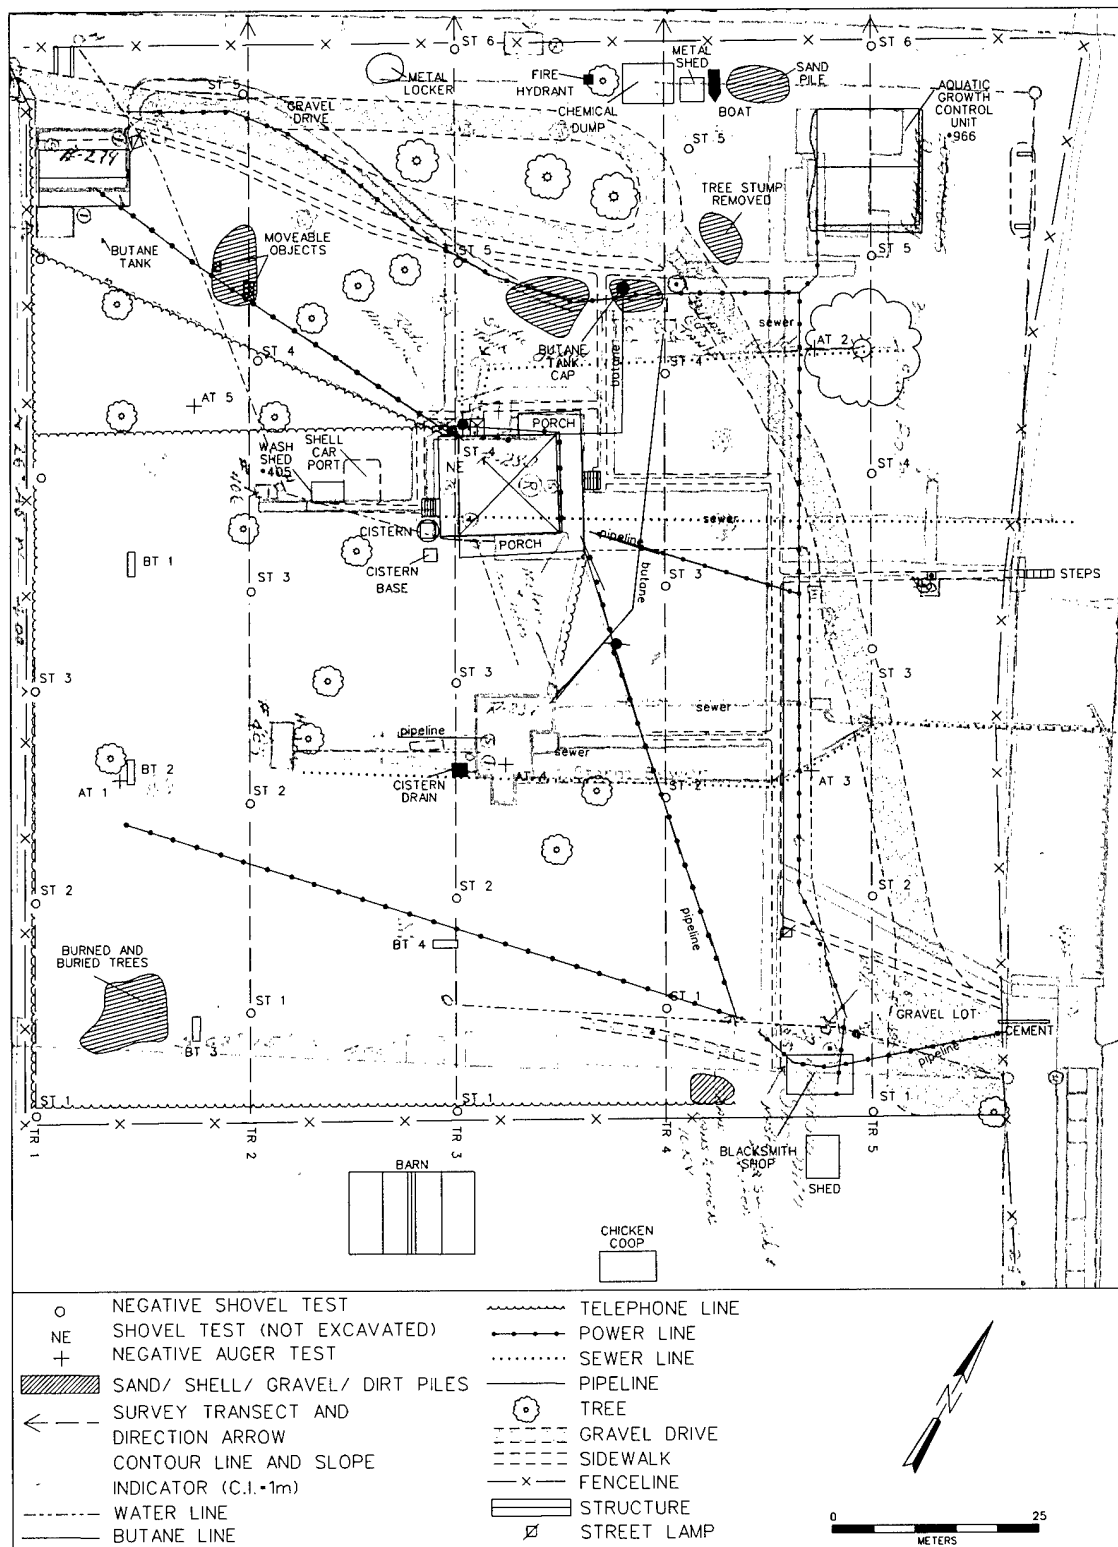 ST 6
ST 6
METAL
SHED
SAND
PILE
METAL
LOCKER
FIRE
HYDRANT
CHEMICAL
DUMP
BOAT
AQUATIC
GROWTH
CONTROL
UNIT
•966
ST 5
GRAVEL
DRIVE
ST 5
TREE STUMP
REMOVED
BUTANE
TANK
MOVEABLE
OBJECTS
ST 5
ST 5
sewer
BUTANE
TANK
CAP
butane
ST 4
ST 4
AT 2
AT 5
PORCH
WASH
SHED
•405
SHELL
CAR
PORT
ST 4
NE
ST 4
sewer
CISTERN
PORCH
pipeline
CISTERN
BASE
butane
BT 1
ST 3
ST 3
STEPS
ST 3
ST 3
ST 3
sewer
pipeline
sewer
BT 2
AT 1
CISTERN
DRAIN
AT 4
AT 3
ST 2
ST 2
ST 2
ST 2
ST 2
pipeline
BT 4
BURNED AND
BURIED TREES
ST 1
ST 1
GRAVEL LOT
CEMENT
BT 3
pipeline
ST 1
ST 1
ST 1
TR 1
TR 2
TR 3
TR 4
TR 5
BLACKSMITH
SHOP
SHED
BARN
CHICKEN
COOP
NEGATIVE SHOVEL TEST
NE SHOVEL TEST (NOT EXCAVATED)
NEGATIVE AUGER TEST
SAND/ SHELL/ GRAVEL/ DIRT PILES
SURVEY TRANSECT AND
DIRECTION ARROW
CONTOUR LINE AND SLOPE
INDICATOR (C.I.•1m)
WATER LINE
BUTANE LINE
TELEPHONE LINE
POWER LINE
SEWER LINE
PIPELINE
TREE
GRAVEL DRIVE
SIDEWALK
FENCELINE
STRUCTURE
STREET LAMP
N
0 25
METERS